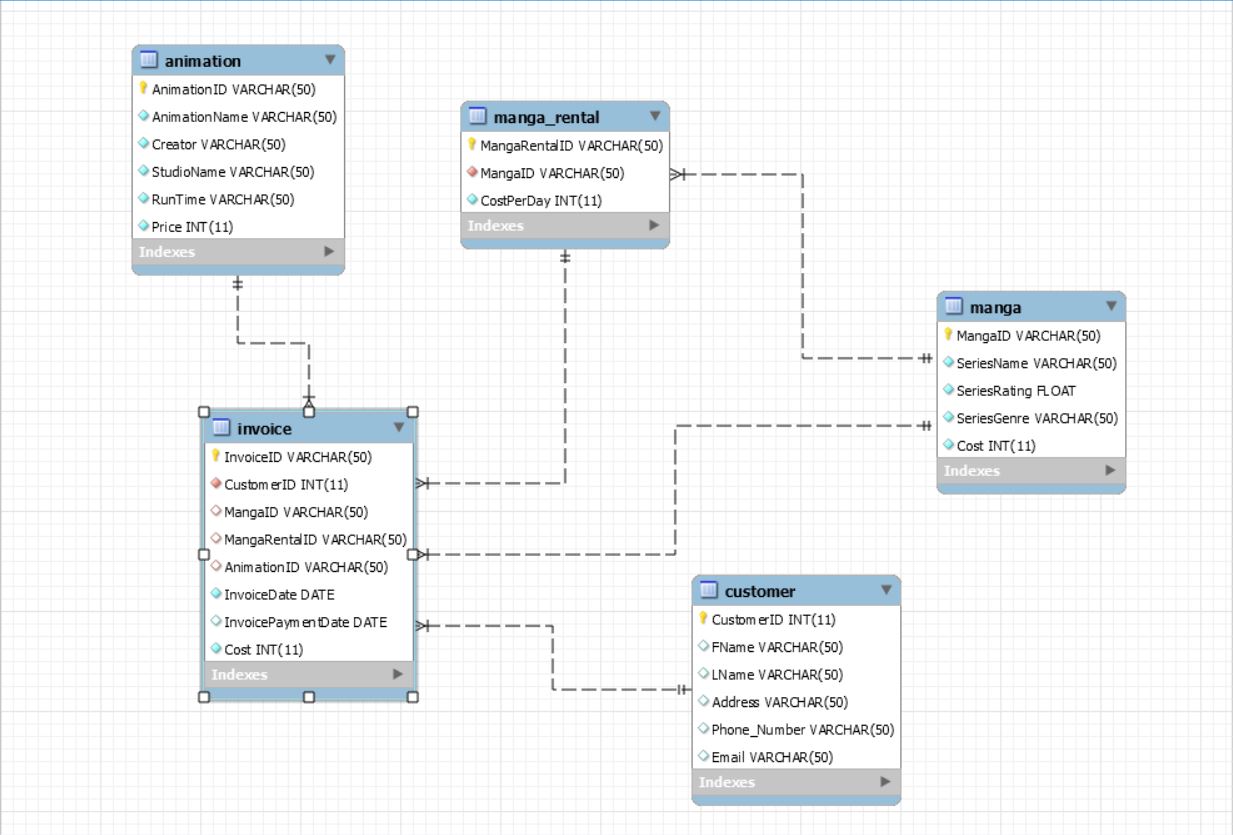 animation
AnimationID VARCHAR(50)
AnimationName VARCHAR(50)
Creator VARCHAR(50)
StudioName VARCHAR(50)
RunTime VARCHAR(50)
Price INT(11)
Indexes
manga_rental
MangaRentalID VARCHAR(50)
MangaID VARCHAR(50)
CostPerDay INT(11)
Indexes
manga
MangaID VARCHAR(50)
SeriesName VARCHAR(50)
SeriesRating FLOAT
SeriesGenre VARCHAR(50)
Cost INT(11)
Indexes
invoice
InvoiceID VARCHAR(50)
CustomerID INT(11)
MangaID VARCHAR(50)
MangaRentalID VARCHAR(50)
AnimationID VARCHAR(50)
InvoiceDate DATE
InvoicePaymentDate DATE
Cost INT(11)
Indexes
customer
CustomerID INT(11)
FName VARCHAR(50)
LName VARCHAR(50)
Address VARCHAR(50)
Phone_Number VARCHAR(50)
Email VARCHAR(50)
Indexes